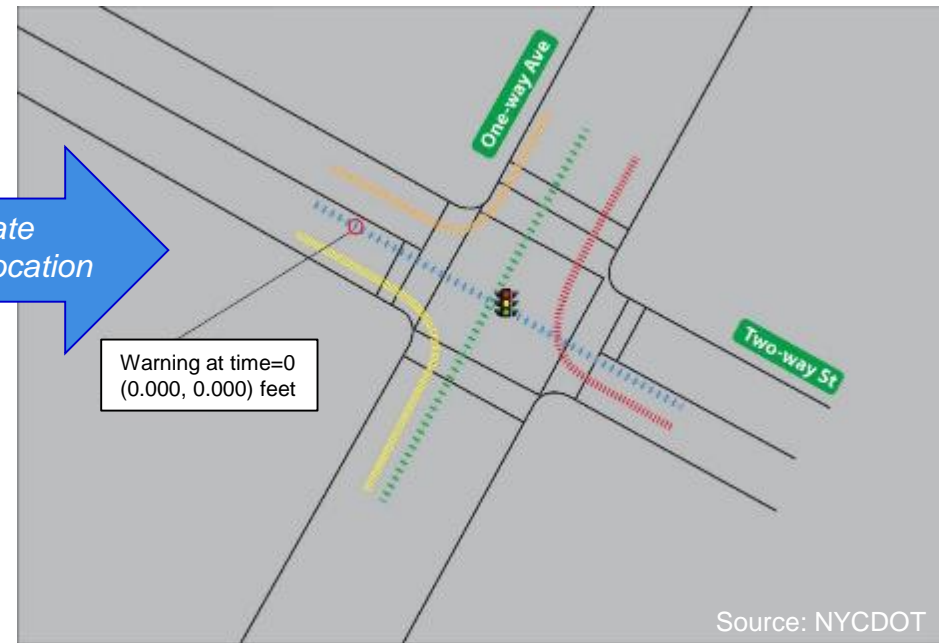 One-way Ave
ate
ocation
Warning at time=0
(0.000, 0.000) feet
Two-way St
Source: NYCDOT